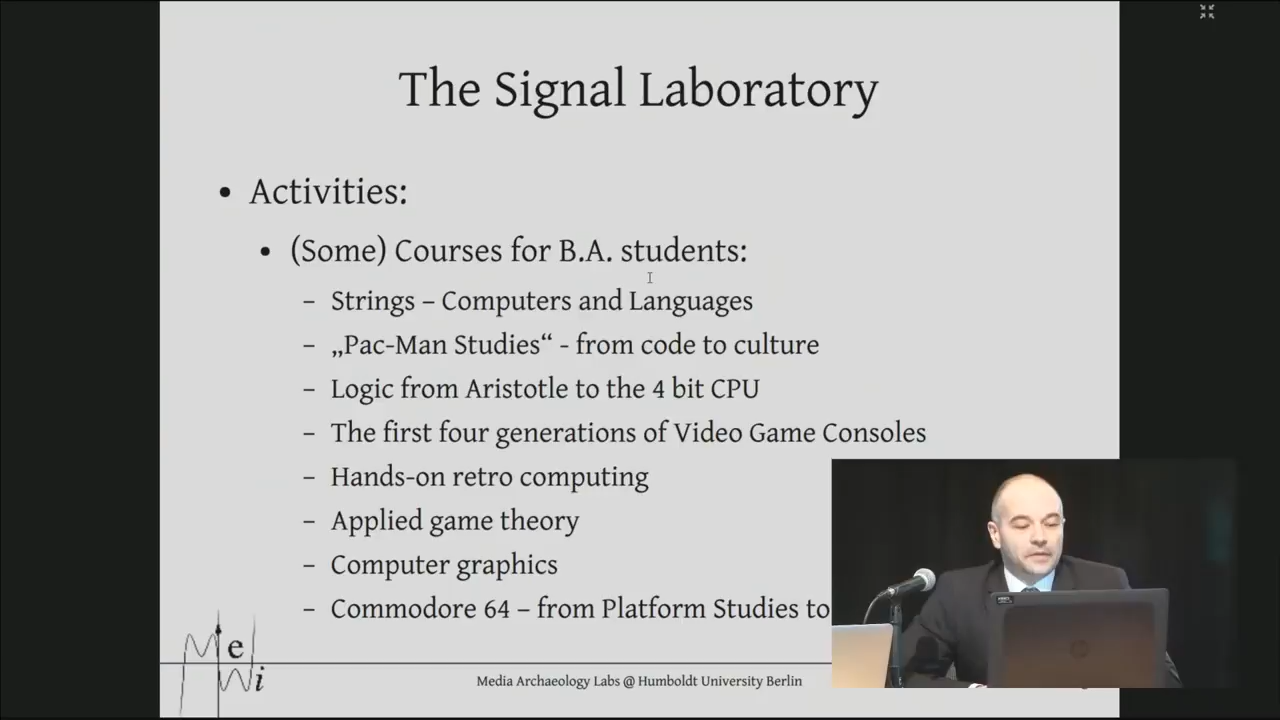 The Signal Laboratory
• Activities:
• (Some) Courses for B.A. students:
– Strings – Computers and Languages
– „Pac-Man Studies“ - from code to culture
– Logic from Aristotle to the 4 bit CPU
– The first four generations of Video Game Consoles
– Hands-on retro computing
– Applied game theory
– Computer graphics
– Commodore 64 – from Platform Studies to
M e W i
Media Archaeology Labs @ Humboldt University Berlin